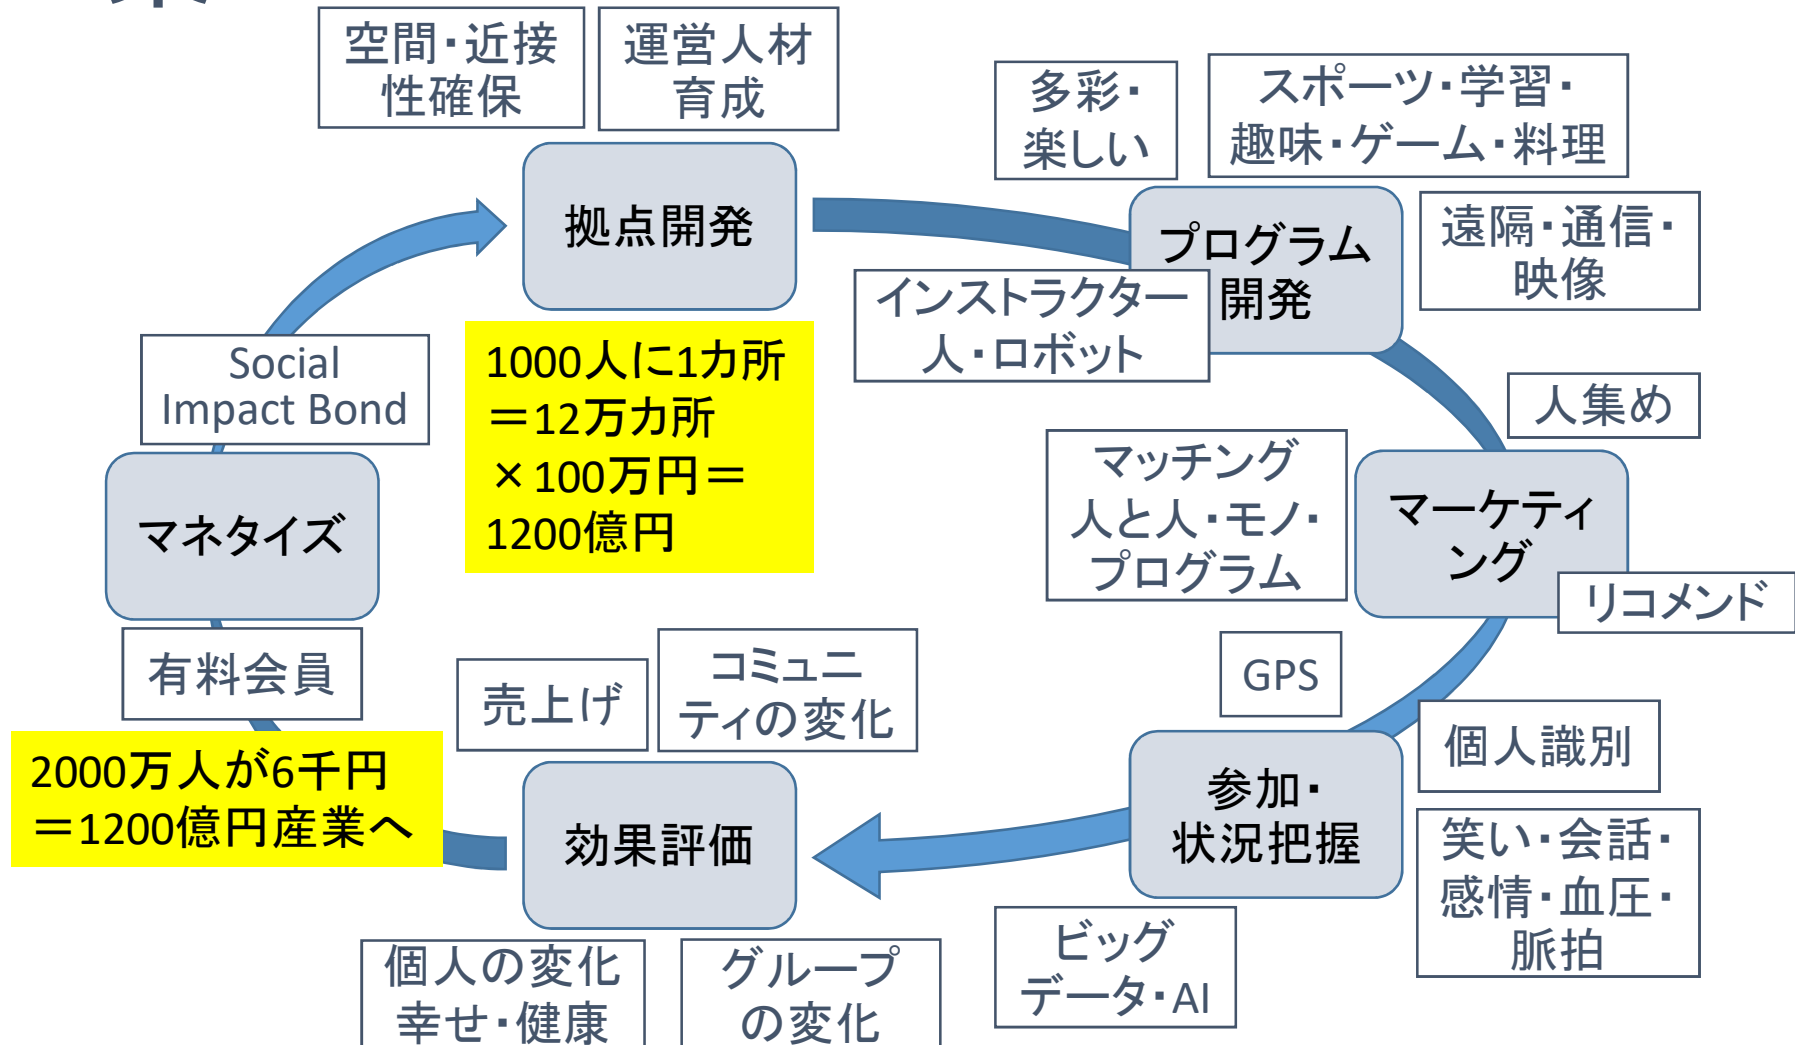 業
空間・近接
性確保
運営人材
育成
多彩・
楽しい
スポーツ・学習・
趣味・ゲーム・料理
拠点開発
プログラム
開発
遠隔・通信・
映像
インストラクター
人・ロボット
Social
Impact Bond
1000人に1カ所
＝12万カ所
×100万円＝
1200億円
人集め
マッチング
人と人・モノ・
プログラム
マーケティ
ング
リコメンド
マネタイズ
有料会員
売上げ
コミュニ
ティの変化
GPS
個人識別
2000万人が6千円
＝1200億円産業へ
効果評価
参加・
状況把握
笑い・会話・
感情・血圧・
脈拍
ビッグ
データ・AI
個人の変化
幸せ・健康
グループ
の変化